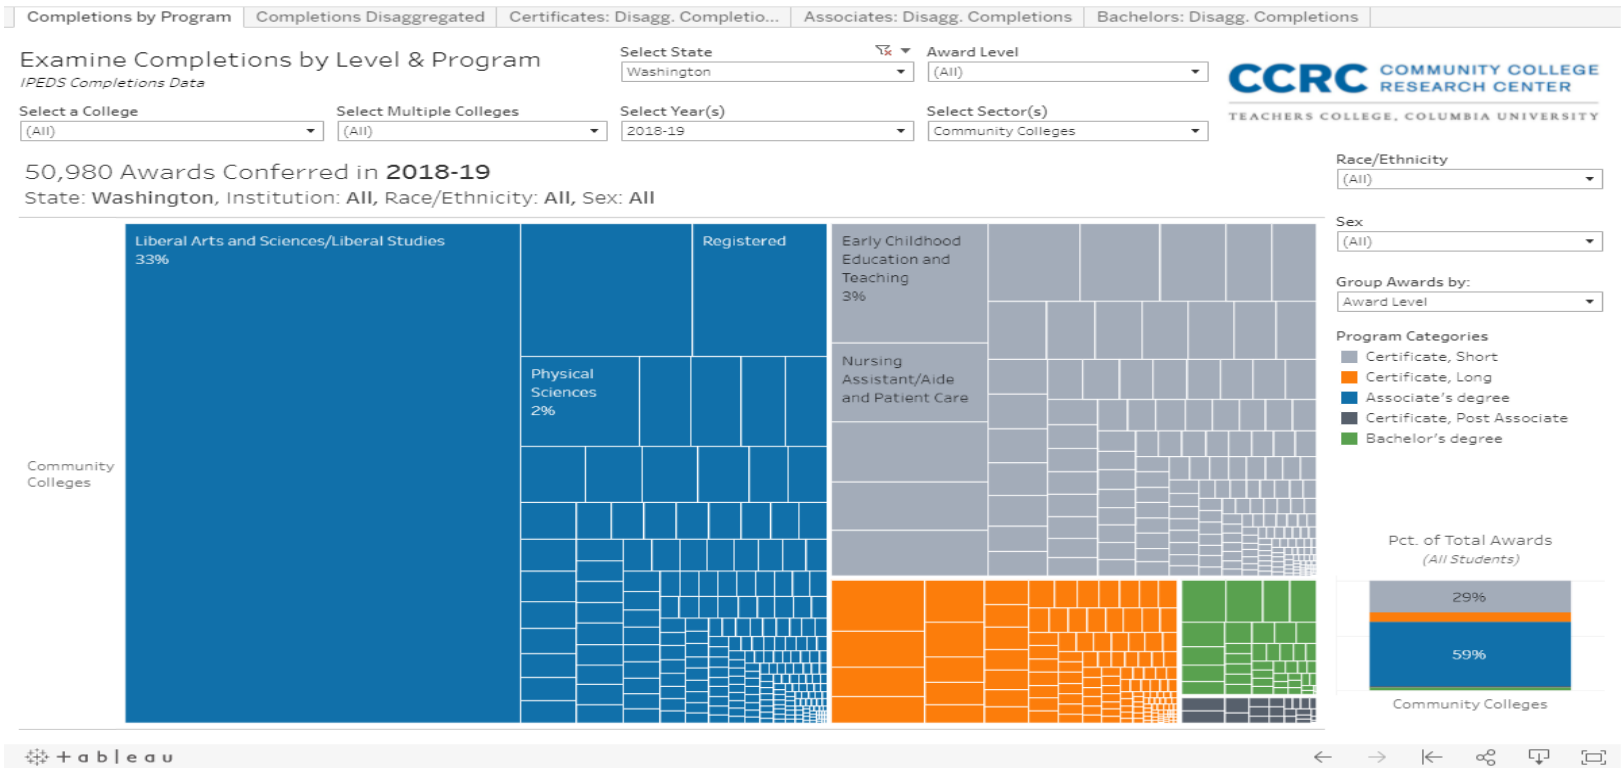 Completions by Program
Completions Disaggregated
Certificates: Disagg. Completio...
Associates: Disagg. Completions
Bachelors: Disagg. Completions
Examine Completions by Level & Program
IPEDS Completions Data
Select State
Washington
Award Level
(All)
CCRC COMMUNITY COLLEGE
RESEARCH CENTER
TEACHERS COLLEGE, COLUMBIA UNIVERSITY
Select a College
(All)
Select Multiple Colleges
(All)
Select Year(s)
2018-19
Select Sector(s)
Community Colleges
50,980 Awards Conferred in 2018-19
State: Washington, Institution: All, Race/Ethnicity: All, Sex: All
Race/Ethnicity
(All)
Sex
(All)
Group Awards by:
Award Level
Program Categories
Certificate, Short
Certificate, Long
Associate's degree
Certificate, Post Associate
Bachelor's degree
Community
Colleges
Liberal Arts and Sciences/Liberal Studies
33%
Registered
Physical
Sciences
2%
Early Childhood
Education and
Teaching
3%
Nursing
Assistant/Aide
and Patient Care
Pct. of Total Awards
(All Students)
29%
59%
Community Colleges
+ableau